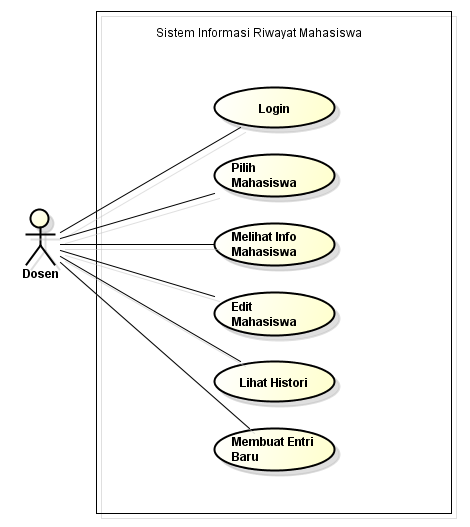 Sistem Informasi Riwayat Mahasiswa
Login
Pilih
Mahasiswa
Melihat Info
Mahasiswa
Dosen
Edit
Mahasiswa
Lihat Histori
Membuat Entri
Baru